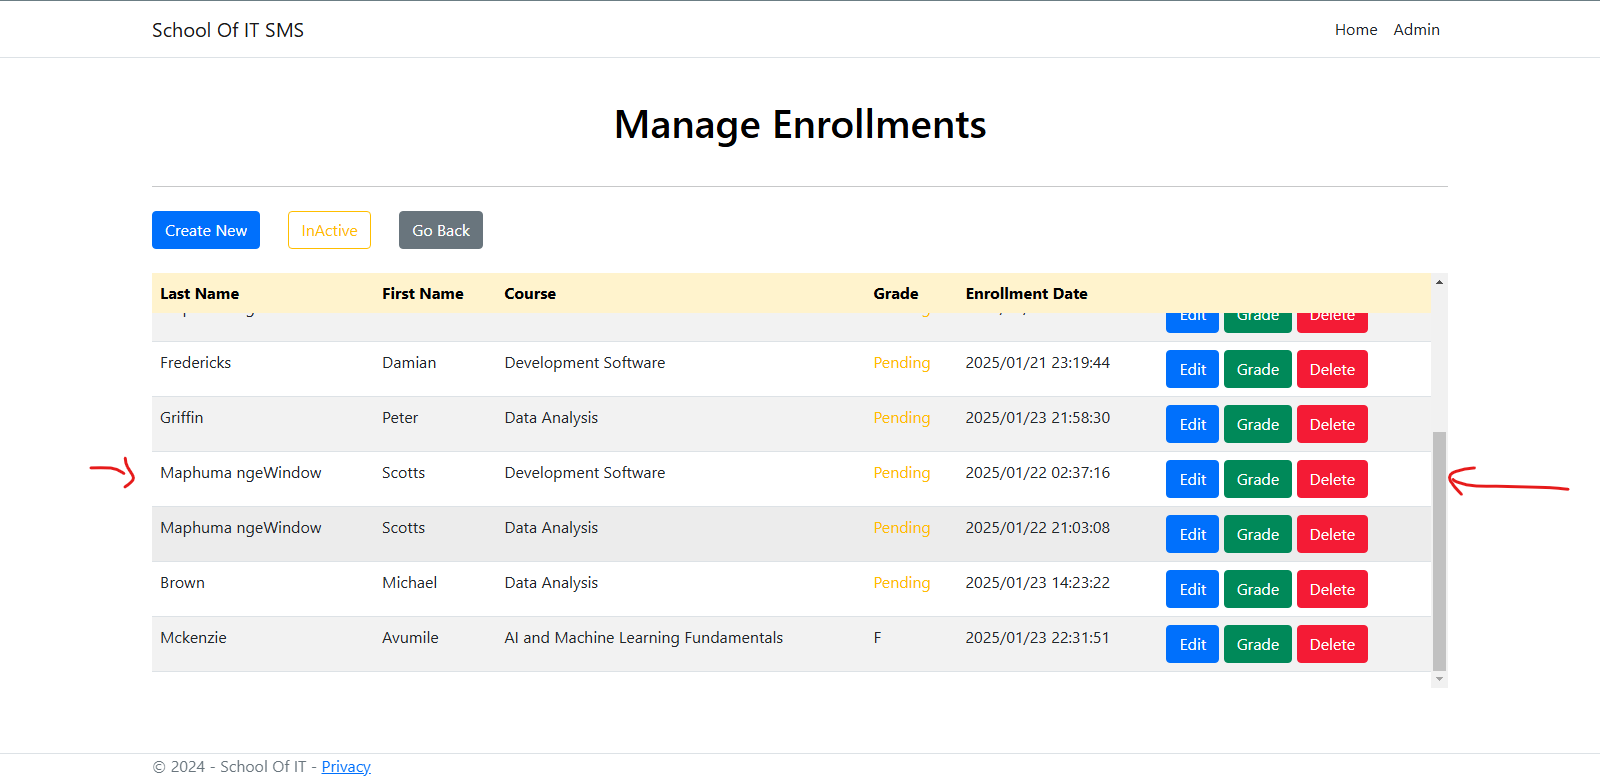 School Of IT SMS Home Admin
Manage Enrollments
Create New InActive Go Back
Last Name First Name Course Grade Enrollment Date
Edit Grade Delete
Fredericks Damian Development Software Pending 2025/01/21 23:19:44 Edit Grade Delete
Griffin Peter Data Analysis Pending 2025/01/23 21:58:30 Edit Grade Delete
Maphuma ngeWindow Scotts Development Software Pending 2025/01/22 02:37:16 Edit Grade Delete
Maphuma ngeWindow Scotts Data Analysis Pending 2025/01/22 21:03:08 Edit Grade Delete
Brown Michael Data Analysis Pending 2025/01/23 14:23:22 Edit Grade Delete
Mckenzie Avumile AI and Machine Learning Fundamentals F 2025/01/23 22:31:51 Edit Grade Delete
© 2024 - School Of IT - Privacy